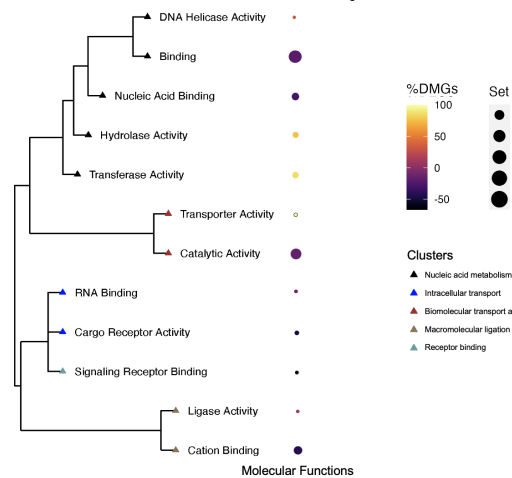 DNA Helicase Activity
Binding
Nucleic Acid Binding
Hydrolase Activity
Transferase Activity
Transporter Activity
Catalytic Activity
RNA Binding
Cargo Receptor Activity
Signaling Receptor Binding
Ligase Activity
Cation Binding
Molecular Functions
%DMGs
100
50
0
-50
Set
Clusters
Nucleic acid metabolism
Intracellular transport
Biomolecular transport a
Macromolecular ligation
Receptor binding